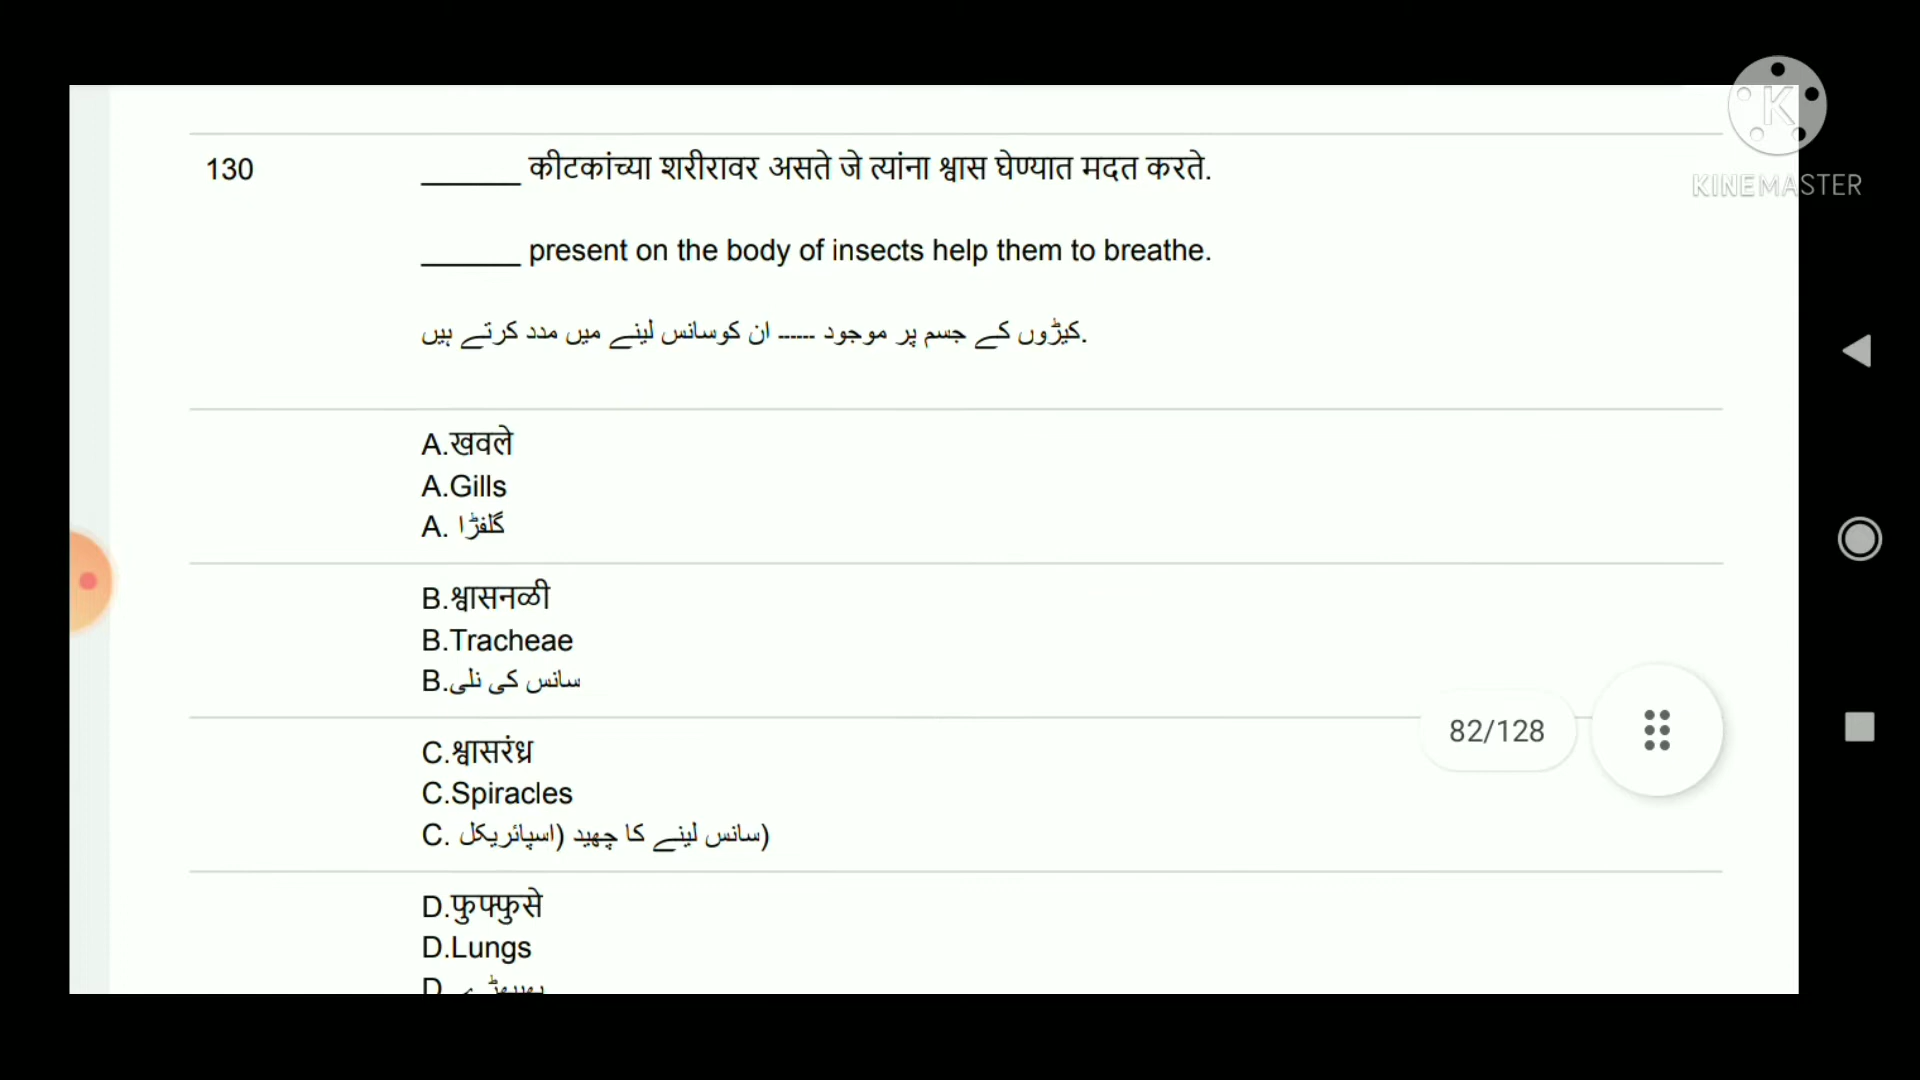 130
______ कीटकांच्या शरीरावर असते जे त्यांना श्वास घेण्यात मदत करते.
______ present on the body of insects help them to breathe.
کیڑوں کے جسم پر موجود ------ ان کوسانس لینے میں مدد کرتے ہیں.
A.खवले
A.Gills
A. گلفڑا
B.श्वासनळी
B.Tracheae
B.سانس کی نلی
C.श्वासरंध्र
C.Spiracles
C. سانس لینے کا چھید (اسپائریکل)
D.फुफ्फुसे
D.Lungs
D
82/128
K
KINEMASTER